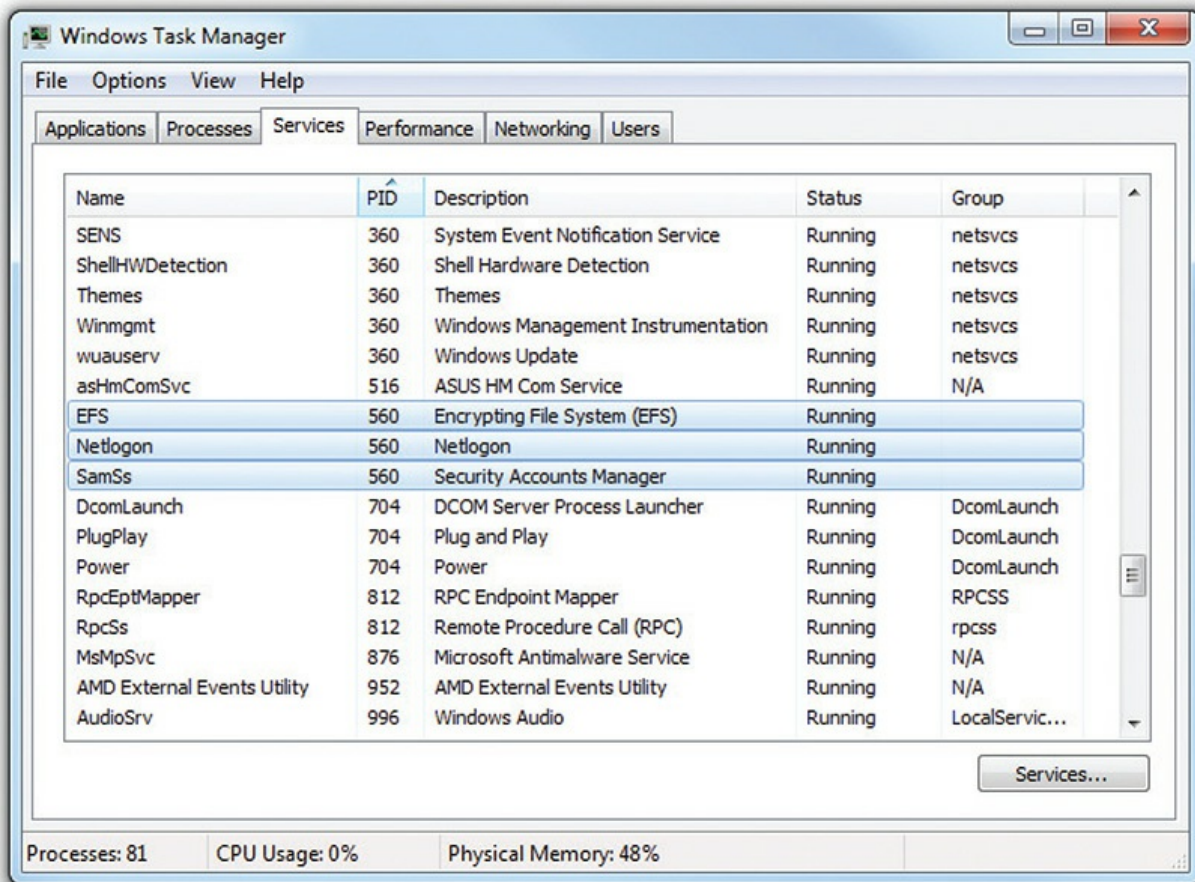 Windows Task Manager
File Options View Help
Applications Processes Services Performance Networking Users
Name PID Description Status Group
SENS 360 System Event Notification Service Running netsvcs
ShellHWDetection 360 Shell Hardware Detection Running netsvcs
Themes 360 Themes Running netsvcs
Winmgmt 360 Windows Management Instrumentation Running netsvcs
wuauserv 360 Windows Update Running netsvcs
asHmComSvc 516 ASUS HM Com Service Running N/A
EFS 560 Encrypting File System (EFS) Running
Netlogon 560 Netlogon Running
SamSs 560 Security Accounts Manager Running
DcomLaunch 704 DCOM Server Process Launcher Running DcomLaunch
PlugPlay 704 Plug and Play Running DcomLaunch
Power 704 Power Running DcomLaunch
RpcEptMapper 812 RPC Endpoint Mapper Running RPCSS
RpcSs 812 Remote Procedure Call (RPC) Running rpcss
MsMpSvc 876 Microsoft Antimalware Service Running N/A
AMD External Events Utility 952 AMD External Events Utility Running N/A
AudioSrv 996 Windows Audio Running LocalServic...
Services...
Processes: 81 CPU Usage: 0% Physical Memory: 48%